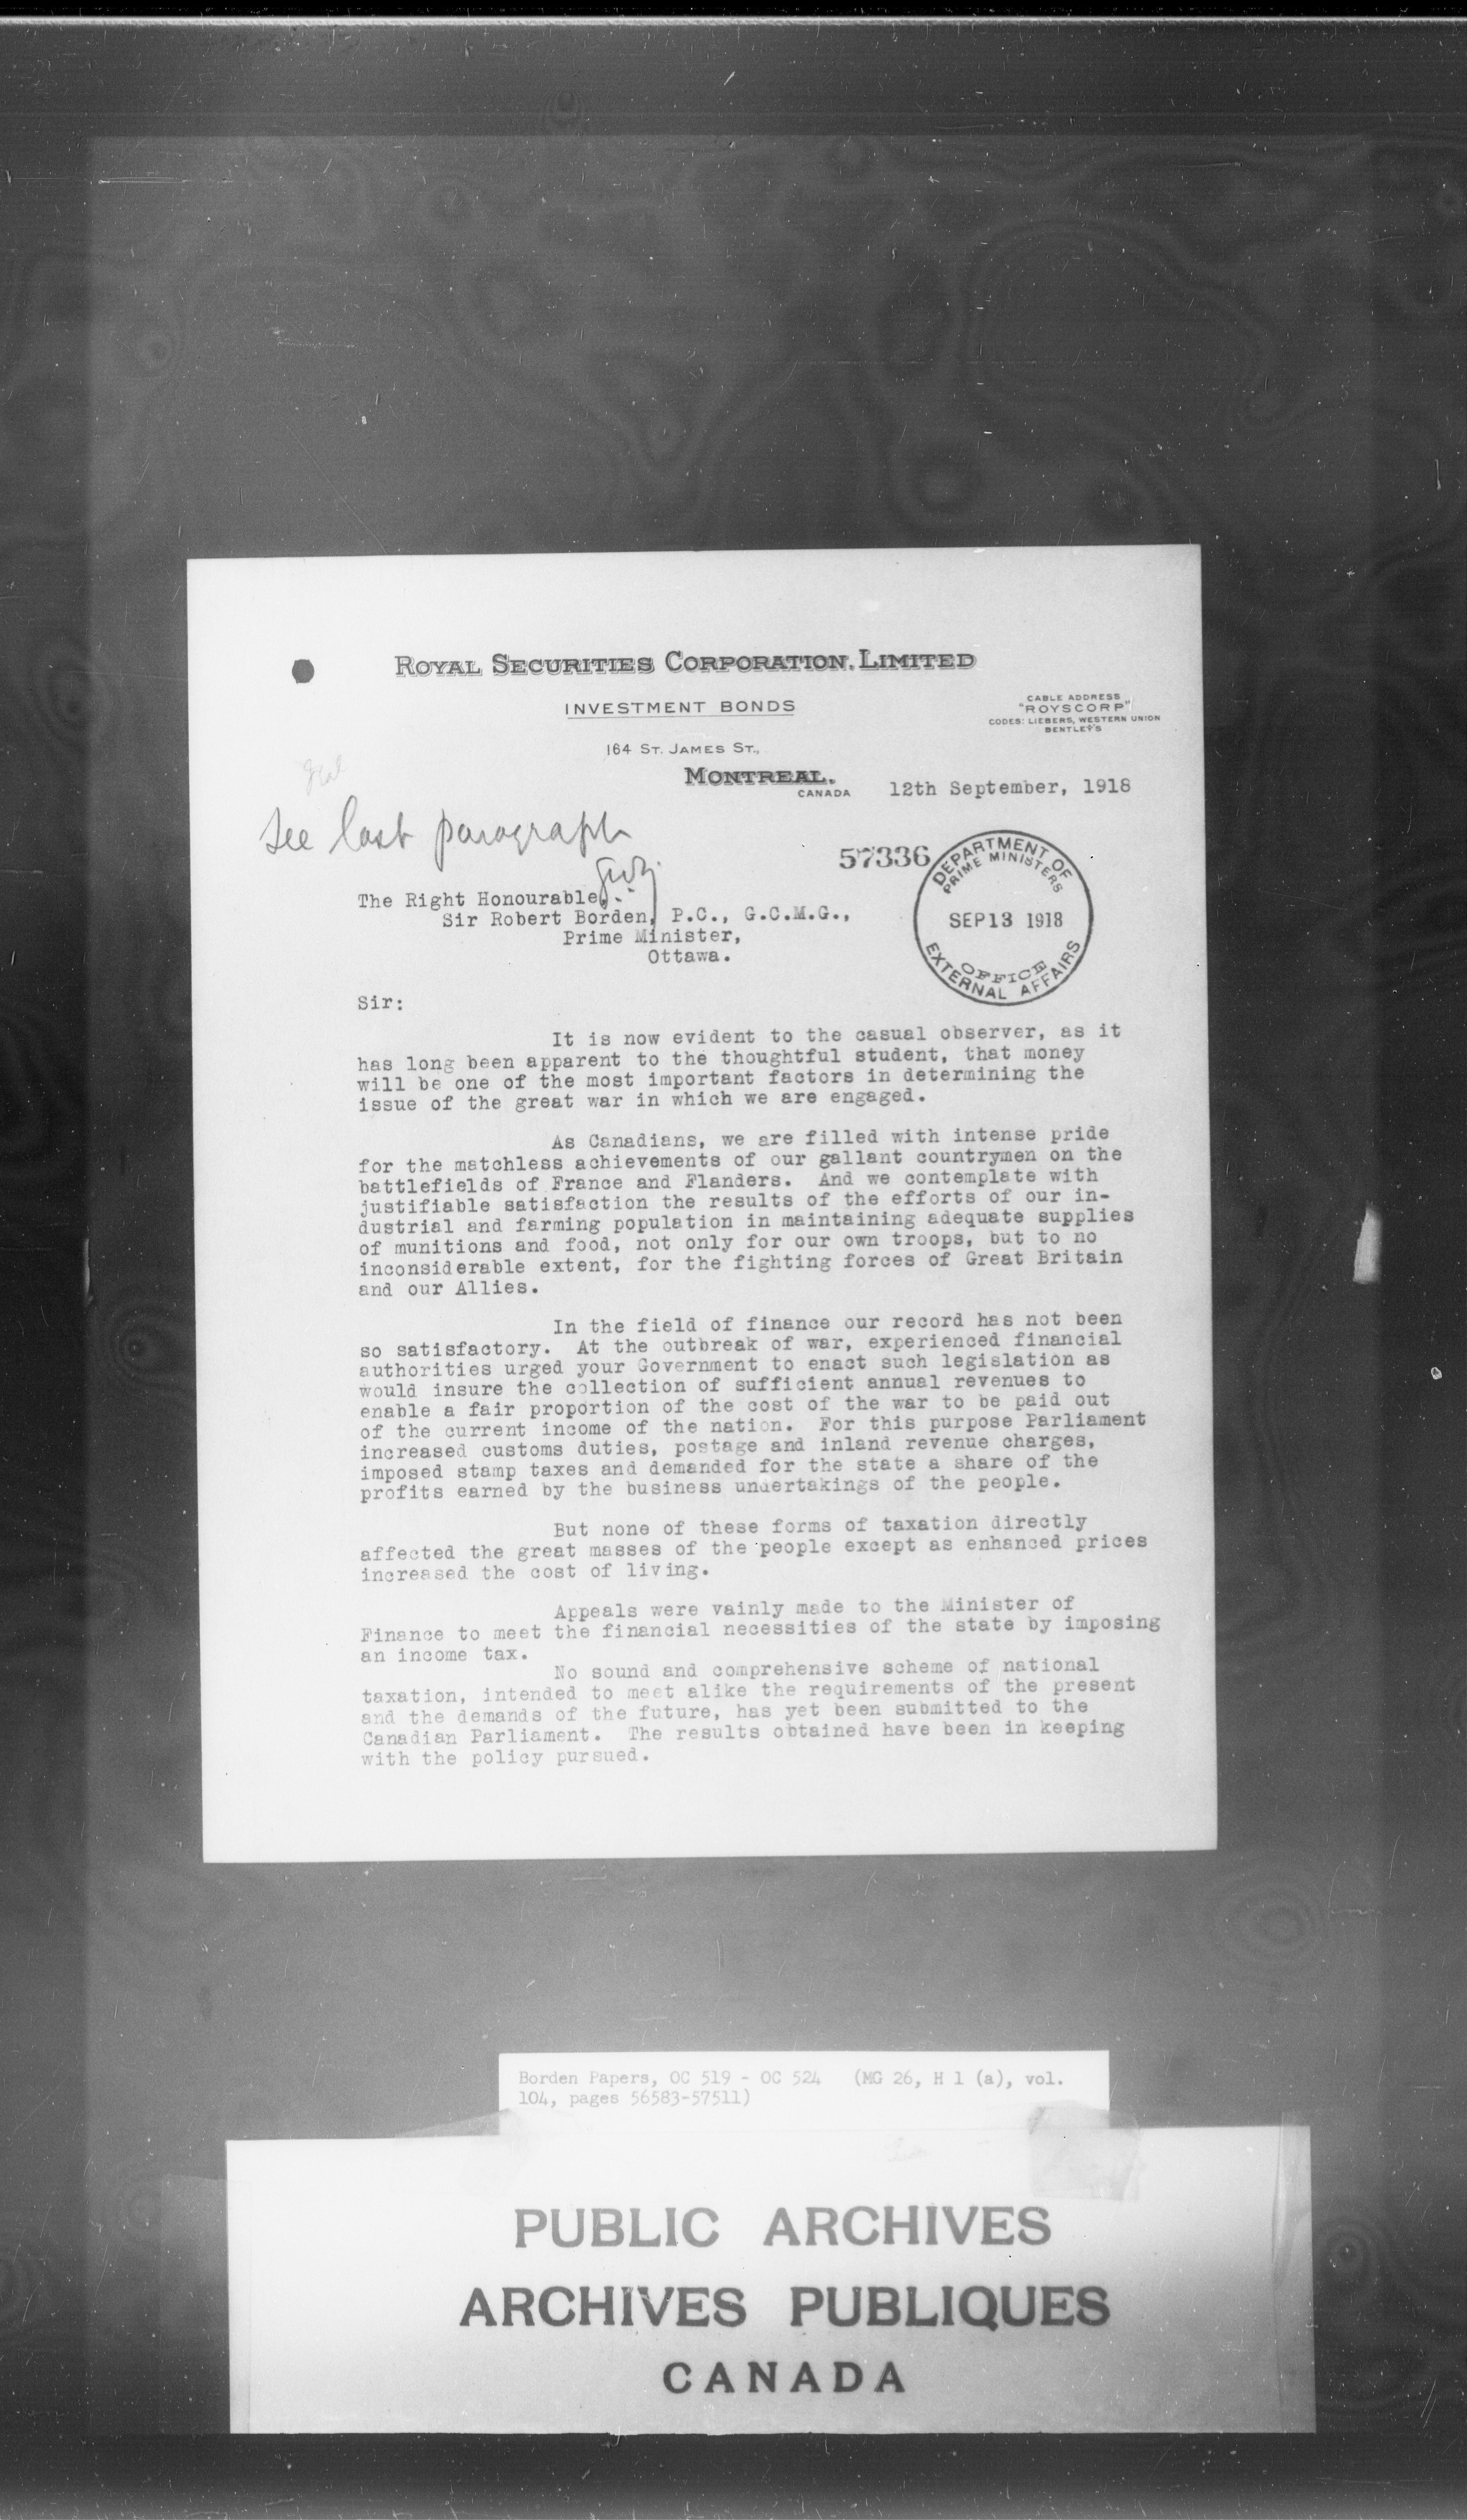 ROYAL SECURITIES CORPORATION, LIMITED
INVESTMENT BONDS
CABLE ADDRESS
"ROYSCORP"
CODES: LIEBERS, WESTERN UNION
BENTLEY'S
164 ST. JAMES ST.,
MONTREAL.
CANADA
12th September, 1918
See last paragraph
57336
DEPARTMENT OF
PRIME MINISTERS
SEP 13 1918
OFFICE
EXTERNAL AFFAIRS
The Right Honourable,
Sir Robert Borden, P.C., G.C.M.G.,
Prime Minister,
Ottawa.
Sir:
It is now evident to the casual observer, as it
has long been apparent to the thoughtful student, that money
will be one of the most important factors in determining the
issue of the great war in which we are engaged.
As Canadians, we are filled with intense pride
for the matchless achievements of our gallant countrymen on the
battlefields of France and Flanders. And we contemplate with
justifiable satisfaction the results of the efforts of our in-
dustrial and farming population in maintaining adequate supplies
of munitions and food, not only for our own troops, but to no
inconsiderable extent, for the fighting forces of Great Britain
and our Allies.
In the field of finance our record has not been
so satisfactory. At the outbreak of war, experienced financial
authorities urged your Government to enact such legislation as
would insure the collection of sufficient annual revenues to
enable a fair proportion of the cost of the war to be paid out
of the current income of the nation. For this purpose Parliament
increased customs duties, postage and inland revenue charges,
imposed stamp taxes and demanded for the state a share of the
profits earned by the business undertakings of the people.
But none of these forms of taxation directly
affected the great masses of the people except as enhanced prices
increased the cost of living.
Appeals were vainly made to the Minister of
Finance to meet the financial necessities of the state by imposing
an income tax.
No sound and comprehensive scheme of national
taxation, intended to meet alike the requirements of the present
and the demands of the future, has yet been submitted to the
Canadian Parliament. The results obtained have been in keeping
with the policy pursued.
Borden Papers, OC 519 - OC 524 (MG 26, H 1 (a), vol.
104, pages 56583-57511)
PUBLIC ARCHIVES
ARCHIVES PUBLIQUES
CANADA